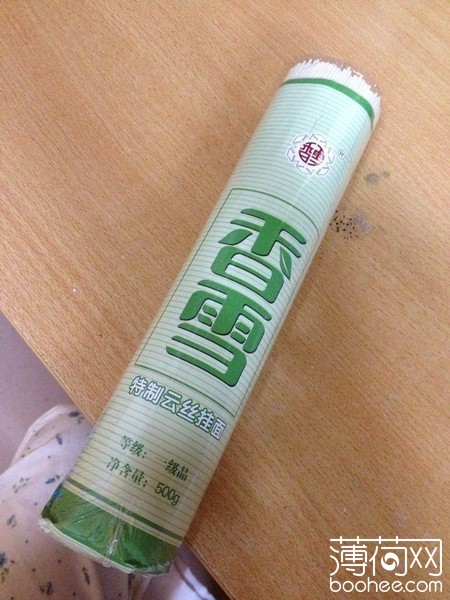 香雪
特制云丝挂面
等级：一级品
净含量：500g
薄荷网
boohee.com